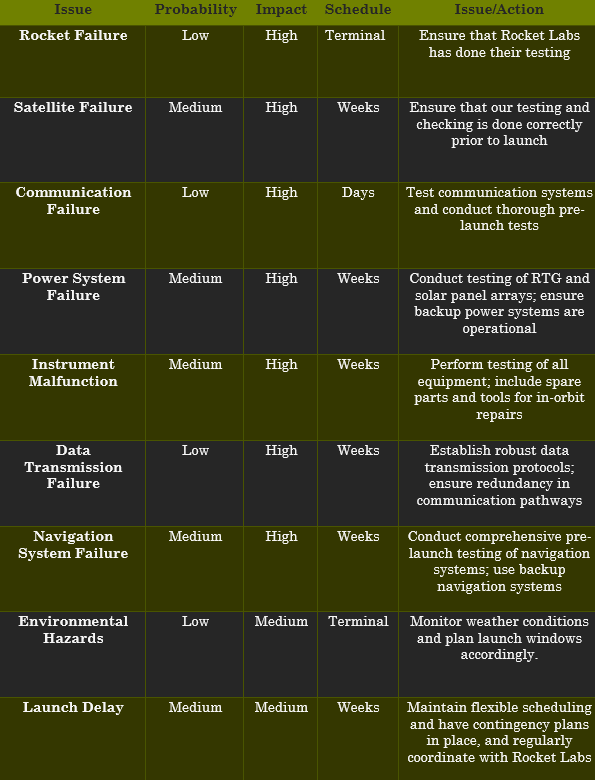 Issue Probability Impact Schedule Issue/Action
Rocket Failure Low High Terminal Ensure that Rocket Labs
has done their testing
Satellite Failure Medium High Weeks Ensure that our testing and
checking is done correctly
prior to launch
Communication Low High Days Test communication systems
Failure and conduct thorough pre-
launch tests
Power System Medium High Weeks Conduct testing of RTG and
Failure solar panel arrays; ensure
backup power systems are
operational
Instrument Medium High Weeks Perform testing of all
Malfunction equipment; include spare
parts and tools for in-orbit
repairs
Data Low High Weeks Establish robust data
Transmission transmission protocols;
Failure ensure redundancy in
communication pathways
Navigation Medium High Weeks Conduct comprehensive pre-
System Failure launch testing of navigation
systems; use backup
navigation systems
Environmental Low Medium Terminal Monitor weather conditions
Hazards and plan launch windows
accordingly.
Launch Delay Medium Medium Weeks Maintain flexible scheduling
and have contingency plans
in place, and regularly
coordinate with Rocket Labs